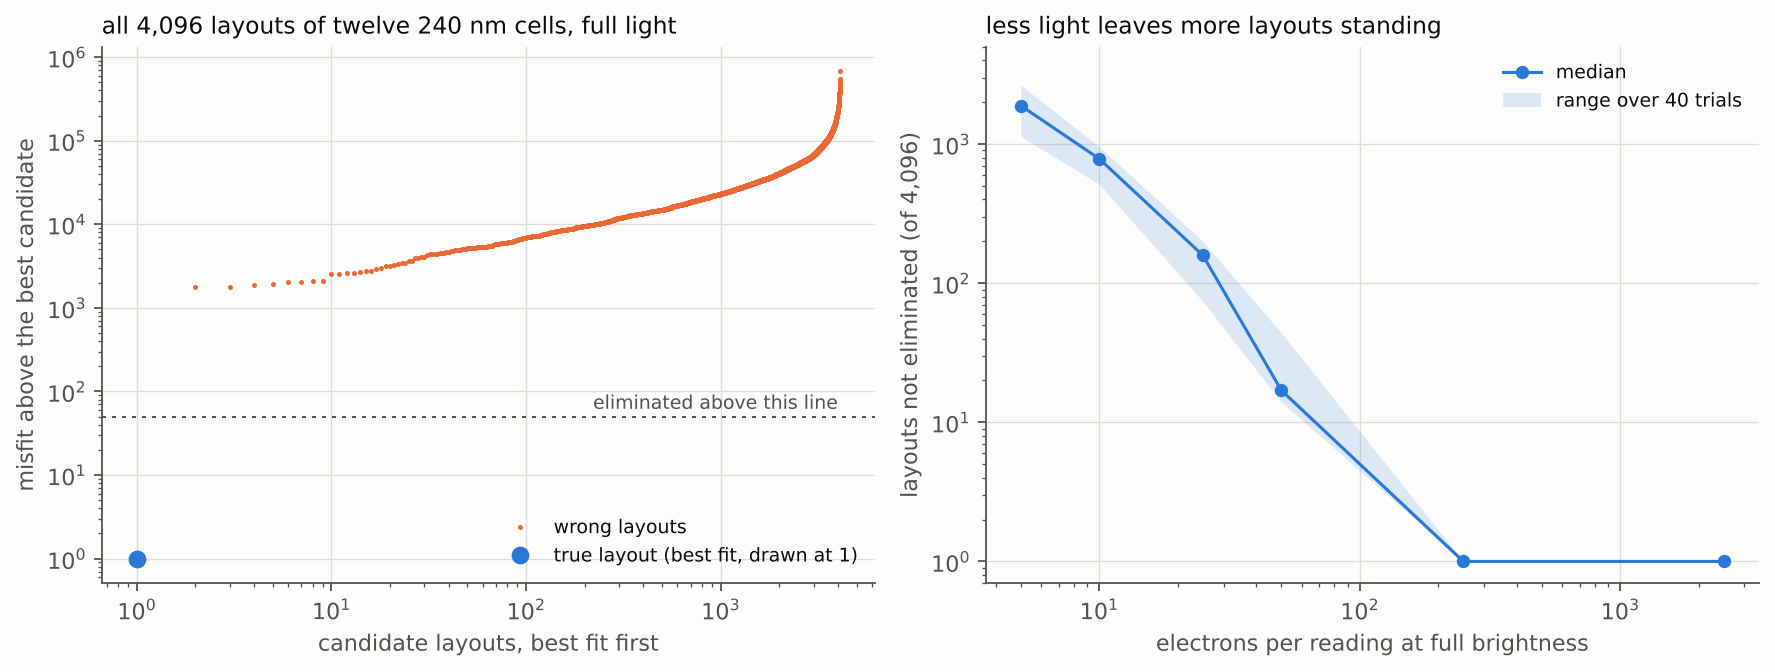 all 4,096 layouts of twelve 240 nm cells, full light
misfit above the best candidate
10^6
10^5
10^4
10^3
10^2
10^1
10^0
eliminated above this line
wrong layouts
true layout (best fit, drawn at 1)
10^0
10^1
10^2
10^3
candidate layouts, best fit first
less light leaves more layouts standing
layouts not eliminated (of 4,096)
10^3
10^2
10^1
10^0
median
range over 40 trials
10^1
10^2
10^3
electrons per reading at full brightness